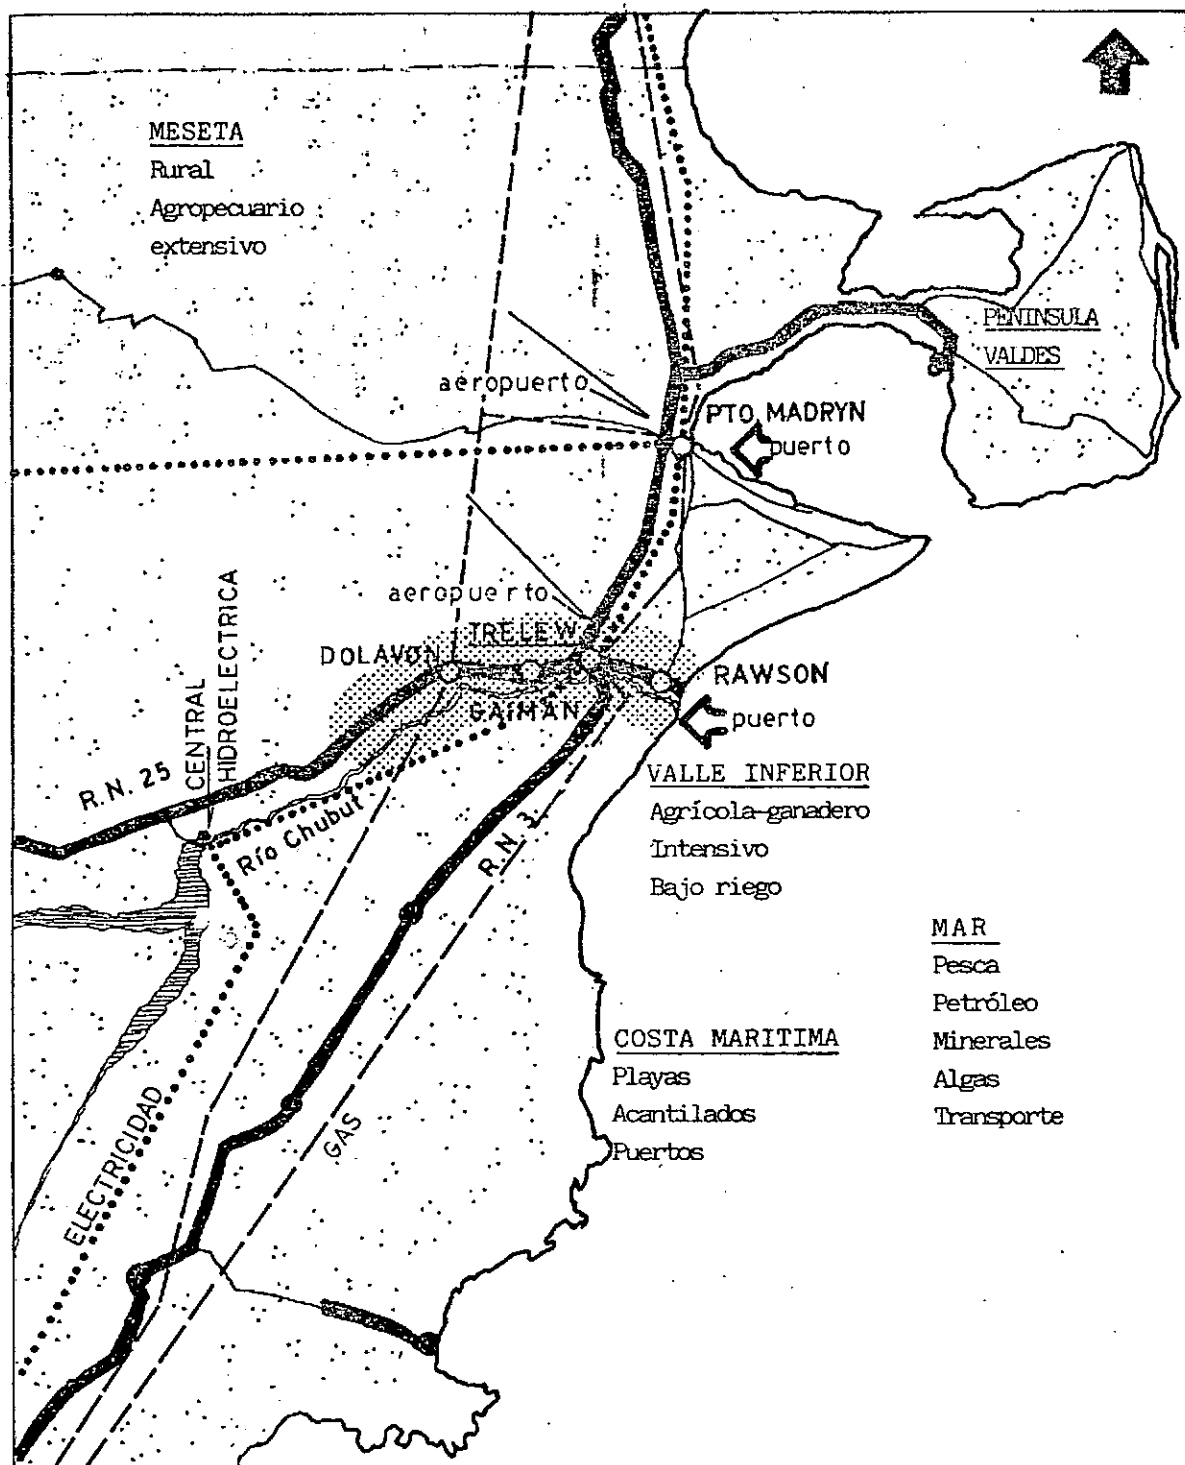 MESETA
Rural
Agropecuario
extensivo
PENINSULA
VALDES
aeropuerto
PTO. MADRYN
puerto
aeropuerto
TRELEW
DOLAVON
GAIMAN
RAWSON
puerto
CENTRAL
HIDROELECTRICA
R.N. 25
Río Chubut
R.N. 3
VALLE INFERIOR
Agrícola-ganadero
Intensivo
Bajo riego
MAR
Pesca
Petróleo
Minerales
Algas
Transporte
COSTA MARITIMA
Playas
Acantilados
Puertos
GAS
ELECTRICIDAD